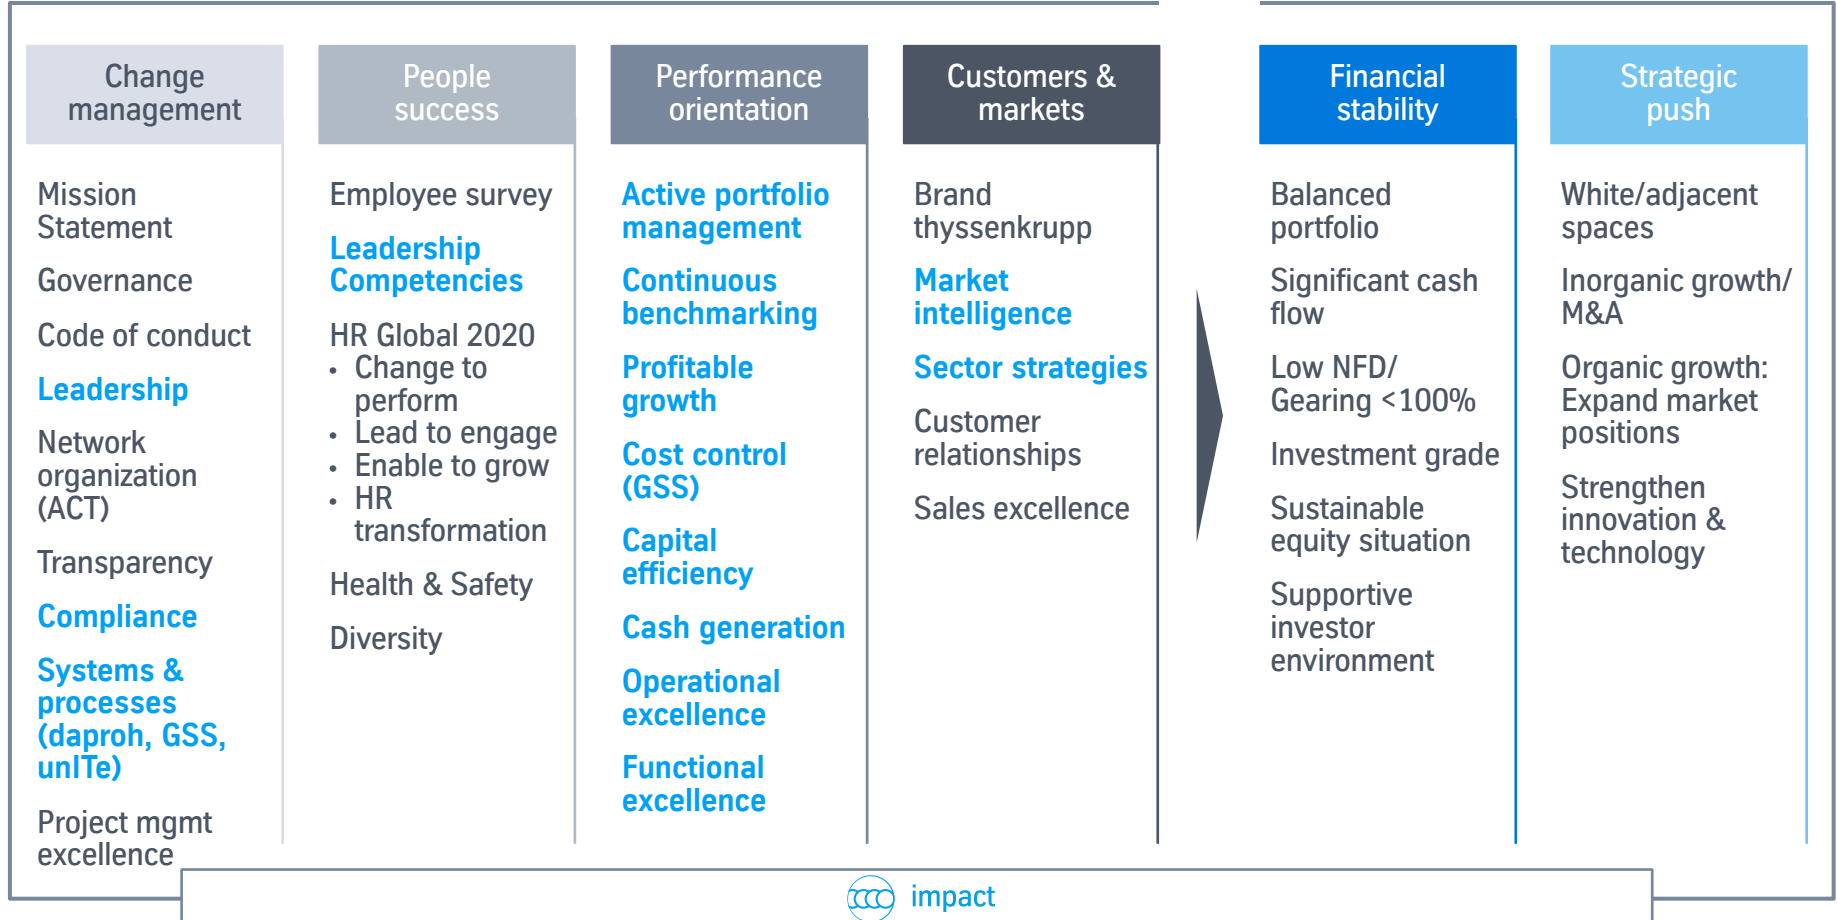 Change
management
Mission
Statement
Governance
Code of conduct
Leadership
Network
organization
(ACT)
Transparency
Compliance
Systems &
processes
(daproh, GSS,
unITe)
Project mgmt
excellence
People
success
Employee survey
Leadership
Competencies
HR Global 2020
• Change to
perform
• Lead to engage
• Enable to grow
• HR
transformation
Health & Safety
Diversity
Performance
orientation
Active portfolio
management
Continuous
benchmarking
Profitable
growth
Cost control
(GSS)
Capital
efficiency
Cash generation
Operational
excellence
Functional
excellence
Customers &
markets
Brand
thyssenkrupp
Market
intelligence
Sector strategies
Customer
relationships
Sales excellence
Financial
stability
Balanced
portfolio
Significant cash
flow
Low NFD/
Gearing <100%
Investment grade
Sustainable
equity situation
Supportive
investor
environment
Strategic
push
White/adjacent
spaces
Inorganic growth/
M&A
Organic growth:
Expand market
positions
Strengthen
innovation &
technology
impact